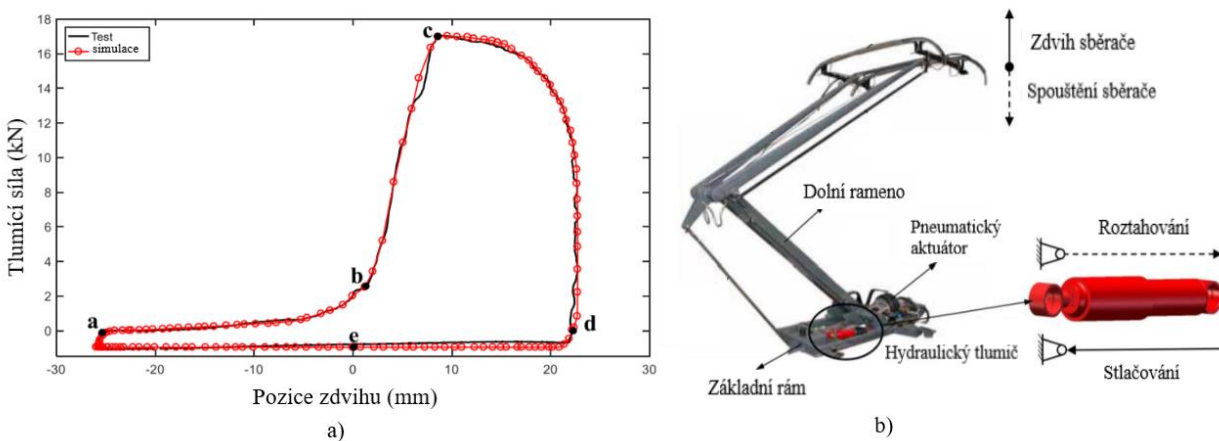 18
16
14
12
10
8
6
4
2
0
-30
-20
-10
0
10
20
30
Test
simulace
a
b
c
d
e
Tlumící síla (kN)
Pozice zdvihu (mm)
a)
Zdvih sběrače
Spouštění sběrače
Dolní rameno
Pneumatický
aktuátor
Roztahování
Hydraulický tlumič
Stlačování
Základní rám
b)